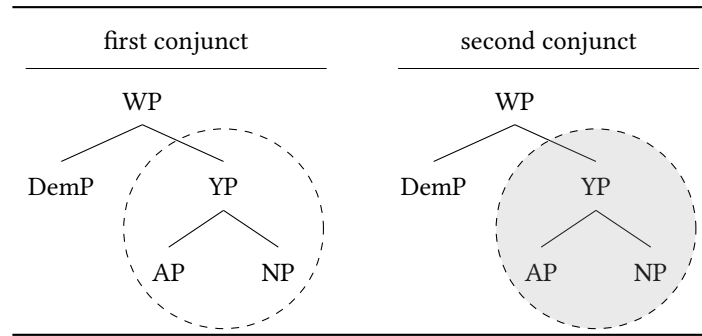 first conjunct second conjunct
WP WP
DemP YP DemP YP
AP NP AP NP